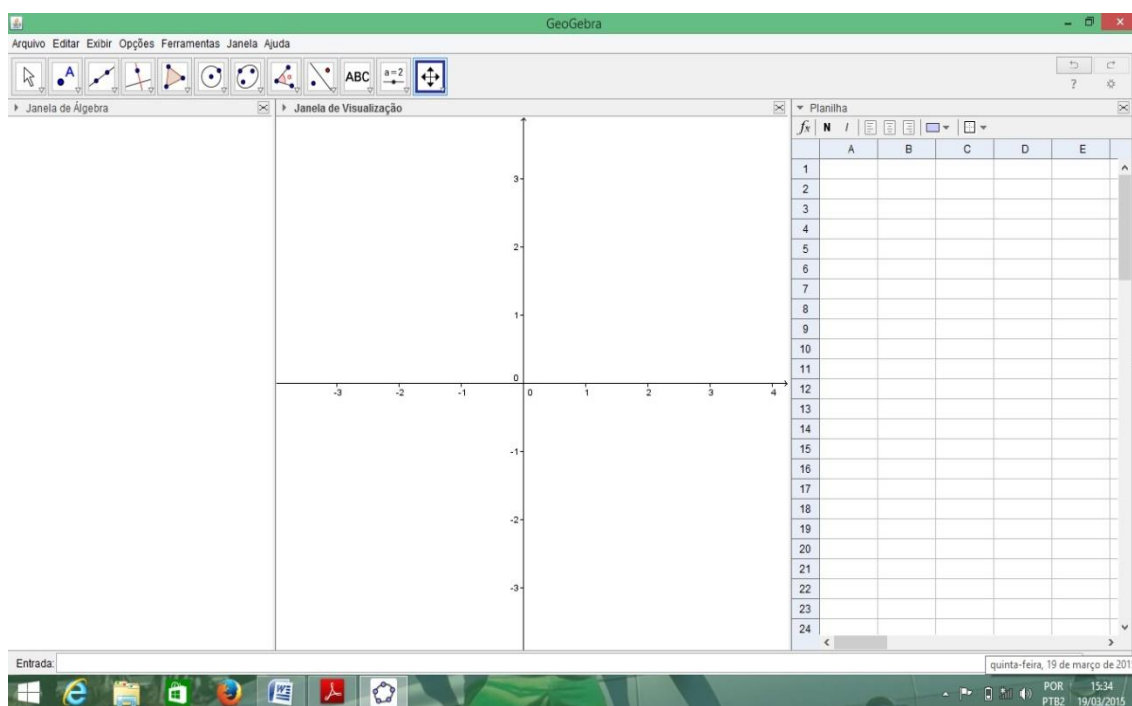 GeoGebra
Arquivo Editar Exibir Opções Ferramentas Janela Ajuda
A
ABC
a=2
?
Janela de Álgebra
Janela de Visualização
Planilha
fx N I
A B C D E
1
2
3
4
5
6
7
8
9
10
11
12
13
14
15
16
17
18
19
20
21
22
23
24
3
2
1
0
-3 -2 -1 0 1 2 3 4
-1
-2
-3
Entrada:
quinta-feira, 19 de março de 201
POR 15:34
PTB2 19/03/2015